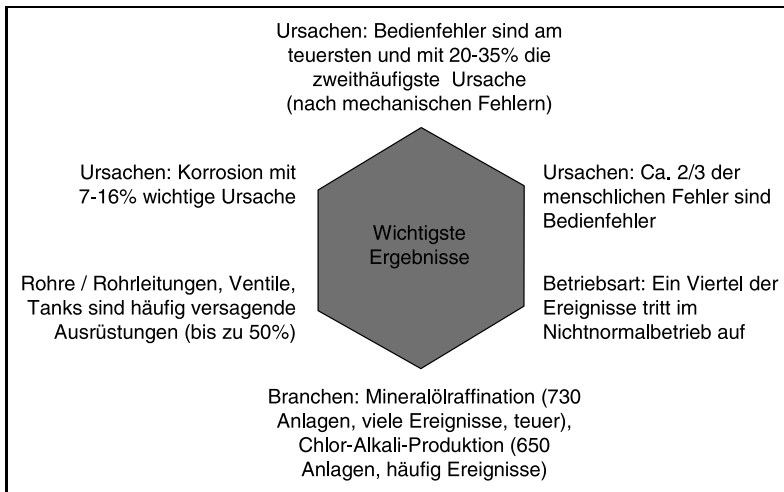 Ursachen: Bedienfehler sind am
teuersten und mit 20-35% die
zweithäufigste Ursache
(nach mechanischen Fehlern)
Ursachen: Korrosion mit
7-16% wichtige Ursache
Ursachen: Ca. 2/3 der
menschlichen Fehler sind
Bedienfehler
Wichtigste
Ergebnisse
Rohre / Rohrleitungen, Ventile,
Tanks sind häufig versagende
Ausrüstungen (bis zu 50%)
Betriebsart: Ein Viertel der
Ereignisse tritt im
Nichtnormalbetrieb auf
Branchen: Mineralölraffination (730
Anlagen, viele Ereignisse, teuer),
Chlor-Alkali-Produktion (650
Anlagen, häufig Ereignisse)